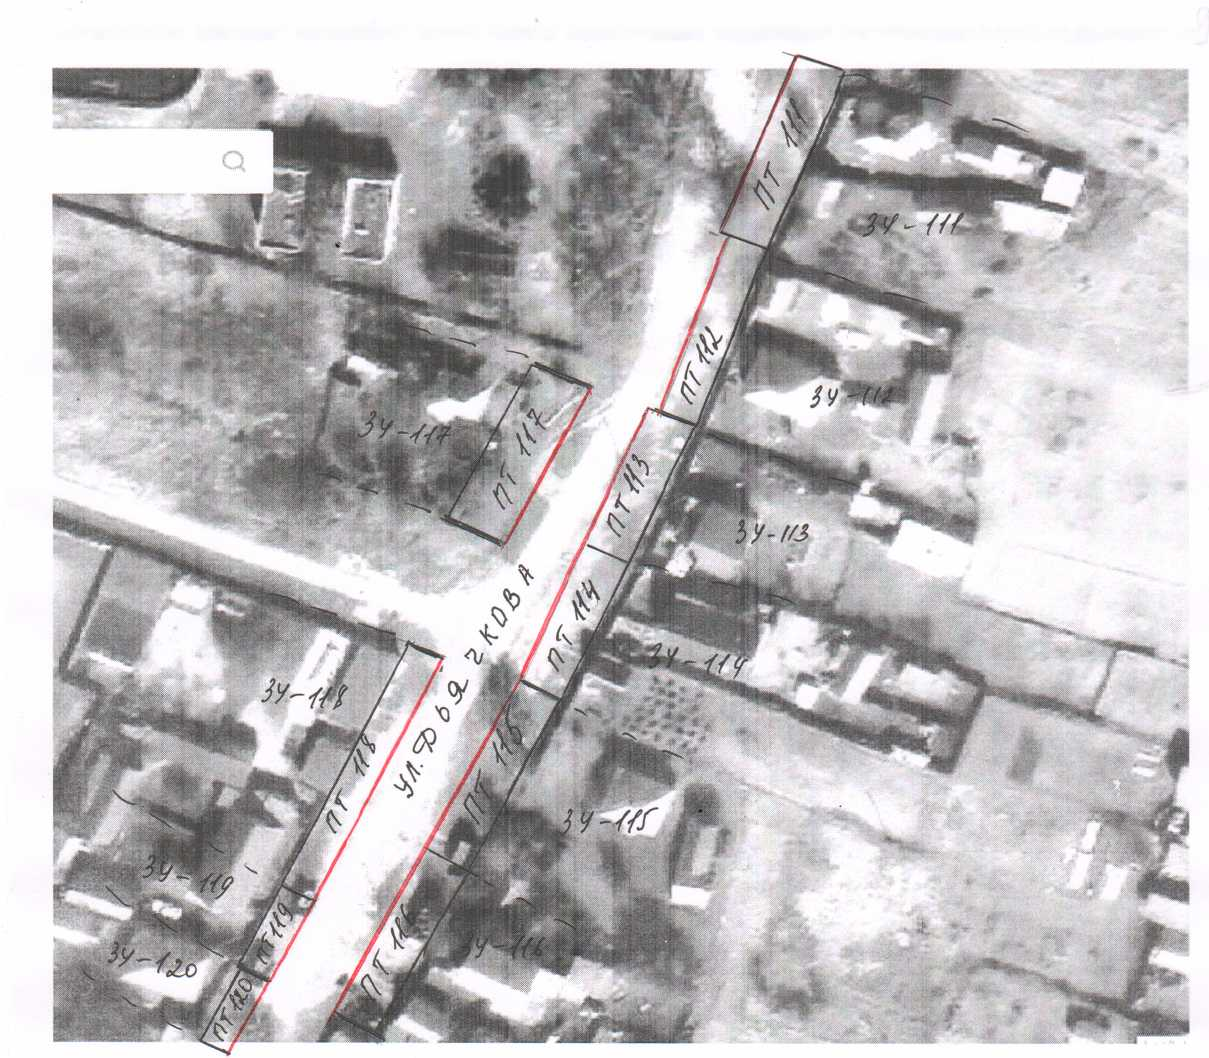 ПТ 111
ЗУ-111
ПТ 112
ЗУ-112
ПТ 117
ЗУ-117
ПТ 113
ЗУ-113
ПТ 114
ЗУ-114
УЛ. ДЬЯЧКОВА
ПТ 118
ЗУ-118
ПТ 115
ЗУ-115
ПТ 119
ЗУ-119
ПТ 116
ЗУ-116
ПТ 120
ЗУ-120